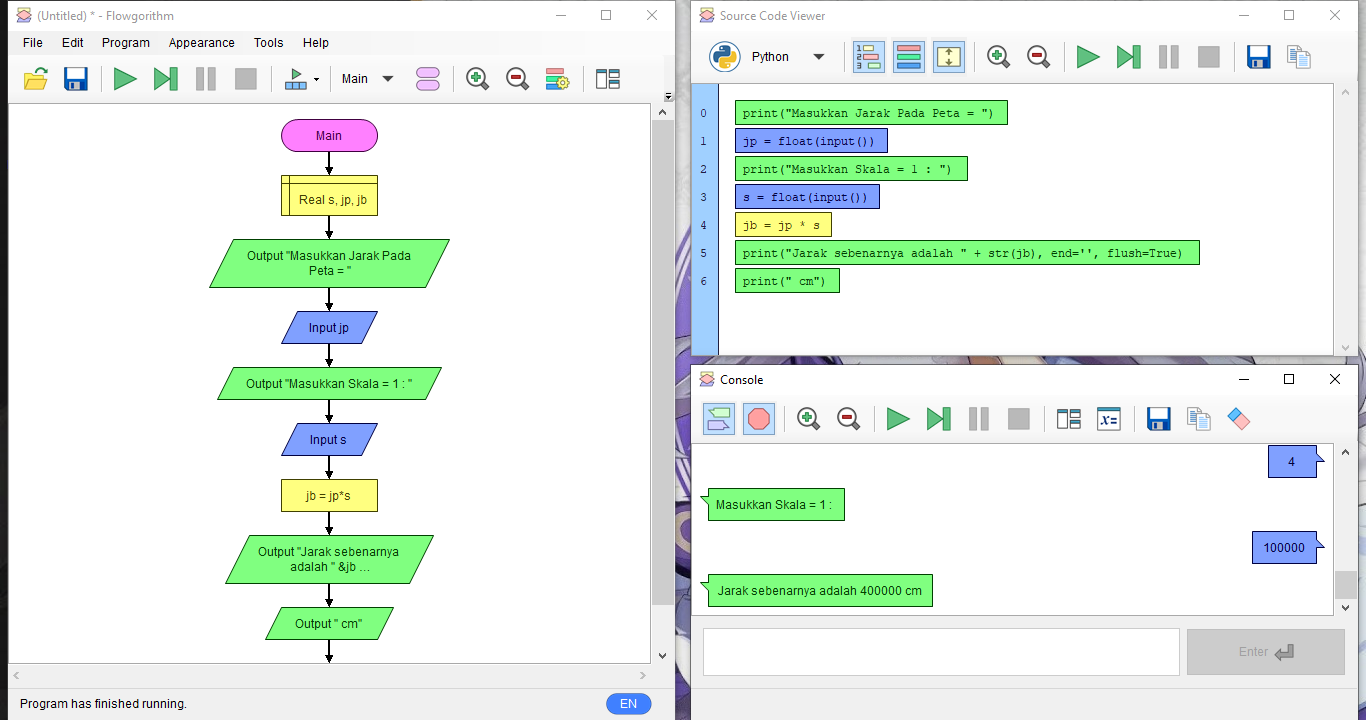 (Untitled) * - Flowgorithm
File Edit Program Appearance Tools Help
Main
Main
Real s, jp, jb
Output "Masukkan Jarak Pada
Peta = "
Input jp
Output "Masukkan Skala = 1 : "
Input s
jb = jp*s
Output "Jarak sebenarnya
adalah " &jb ...
Output " cm"
Program has finished running.
EN
Source Code Viewer
Python
1
2
3
0 print("Masukkan Jarak Pada Peta = ")
1 jp = float(input())
2 print("Masukkan Skala = 1 : ")
3 s = float(input())
4 jb = jp * s
5 print("Jarak sebenarnya adalah " + str(jb), end='', flush=True)
6 print(" cm")
Console
x=
4
Masukkan Skala = 1 :
100000
Jarak sebenarnya adalah 400000 cm
Enter